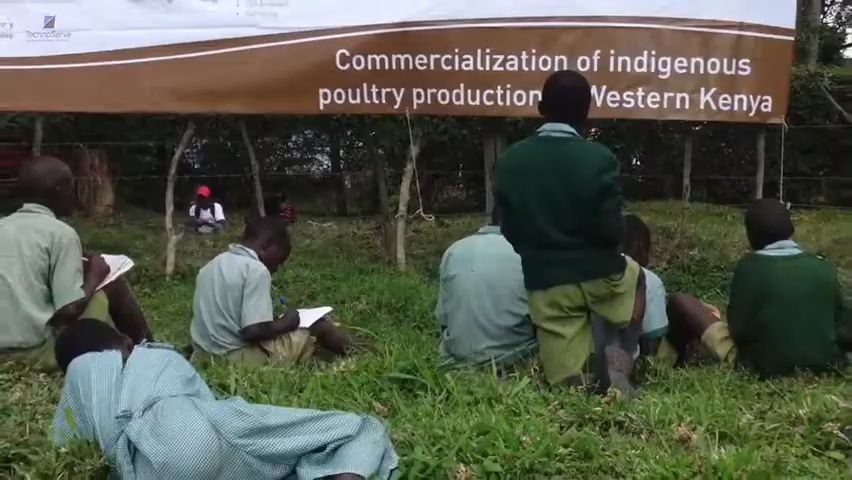 TechnoServe
Commercialization of indigenous
poultry production
Western Kenya